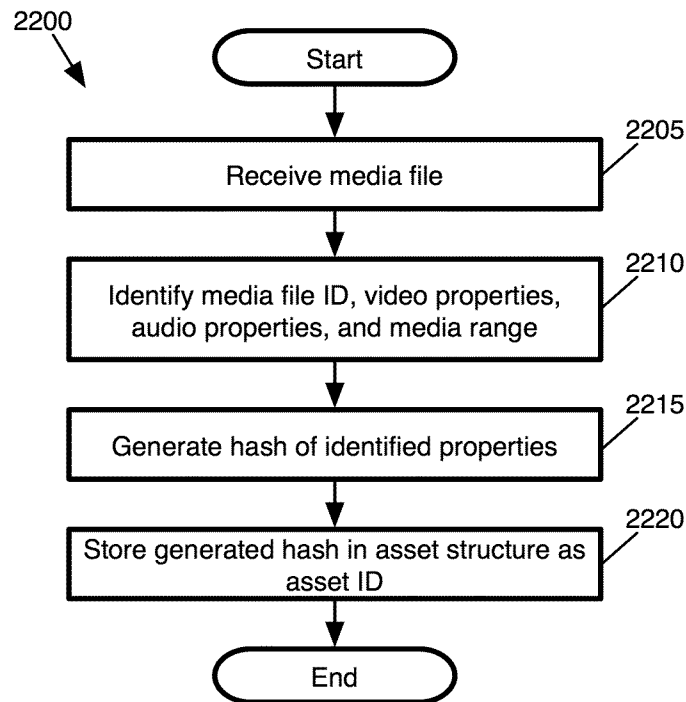 2200
Start
2205
Receive media file
2210
Identify media file ID, video properties,
audio properties, and media range
2215
Generate hash of identified properties
2220
Store generated hash in asset structure as
asset ID
End